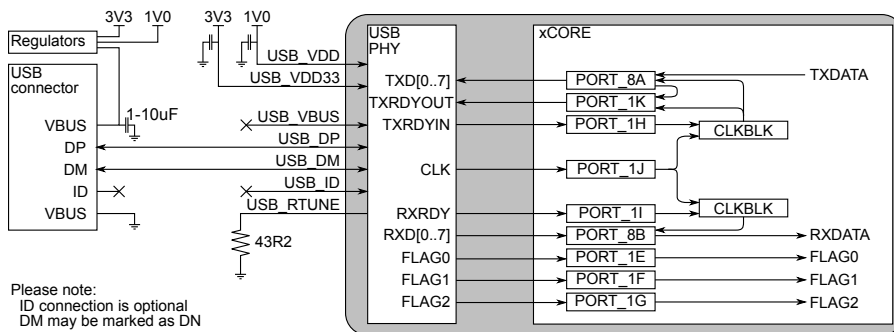 3V3 1V0
Regulators
USB
connector
1-10uF
VBUS
DP
DM
ID
VBUS
Please note:
ID connection is optional
DM may be marked as DN
3V3 1V0
USB_VDD
USB_VDD33
USB_VBUS
USB_DP
USB_DM
USB_ID
USB_RTUNE
43R2
USB
PHY
TXD[0..7]
TXRDYOUT
TXRDYIN
CLK
RXRDY
RXD[0..7]
FLAG0
FLAG1
FLAG2
xCORE
PORT_8A
PORT_1K
PORT_1H
PORT_1J
PORT_1I
PORT_8B
PORT_1E
PORT_1F
PORT_1G
CLKBLK
CLKBLK
TXDATA
RXDATA
FLAG0
FLAG1
FLAG2